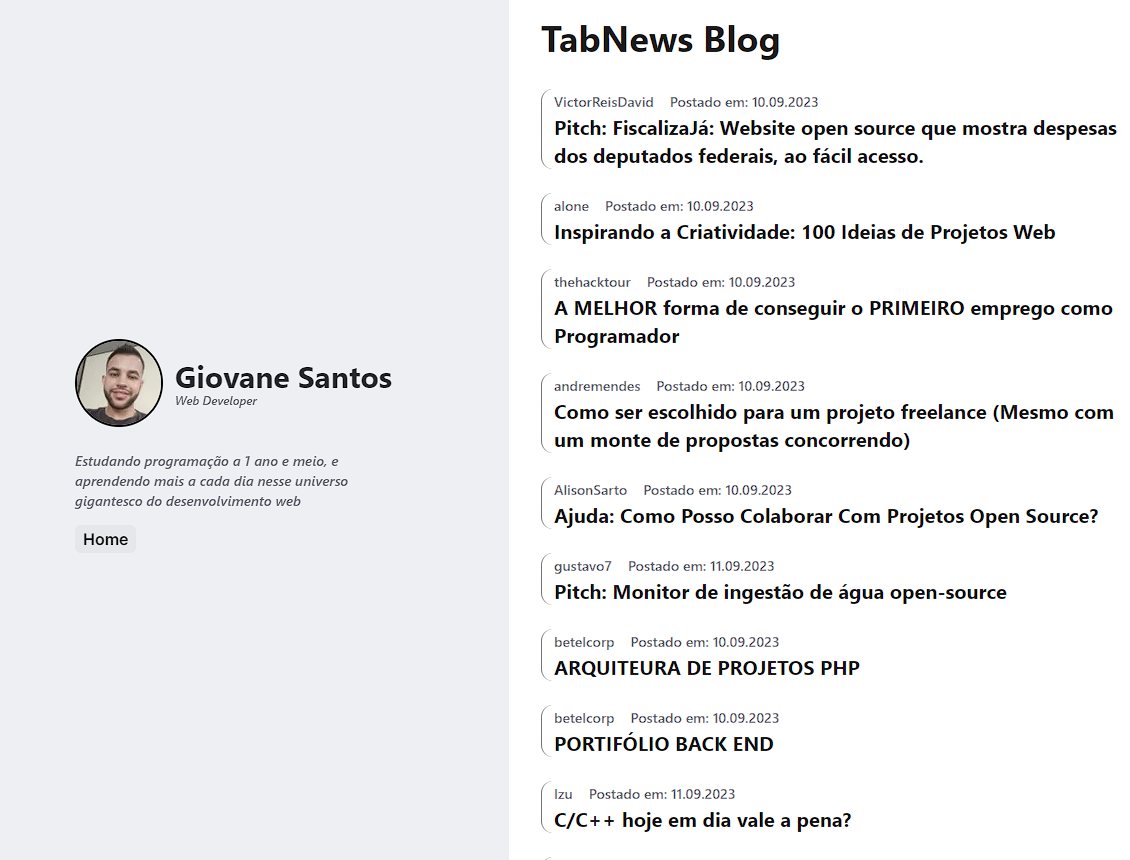 Giovane Santos
Web Developer
Estudando programação a 1 ano e meio, e
aprendendo mais a cada dia nesse universo
gigantesco do desenvolvimento web
Home
TabNews Blog
VictorReisDavid Postado em: 10.09.2023
Pitch: FiscalizaJá: Website open source que mostra despesas
dos deputados federais, ao fácil acesso.
alone Postado em: 10.09.2023
Inspirando a Criatividade: 100 Ideias de Projetos Web
thehacktour Postado em: 10.09.2023
A MELHOR forma de conseguir o PRIMEIRO emprego como
Programador
andremendes Postado em: 10.09.2023
Como ser escolhido para um projeto freelance (Mesmo com
um monte de propostas concorrendo)
AlisonSarto Postado em: 10.09.2023
Ajuda: Como Posso Colaborar Com Projetos Open Source?
gustavo7 Postado em: 11.09.2023
Pitch: Monitor de ingestão de água open-source
betelcorp Postado em: 10.09.2023
ARQUITEURA DE PROJETOS PHP
betelcorp Postado em: 10.09.2023
PORTIFÓLIO BACK END
lzu Postado em: 11.09.2023
C/C++ hoje em dia vale a pena?